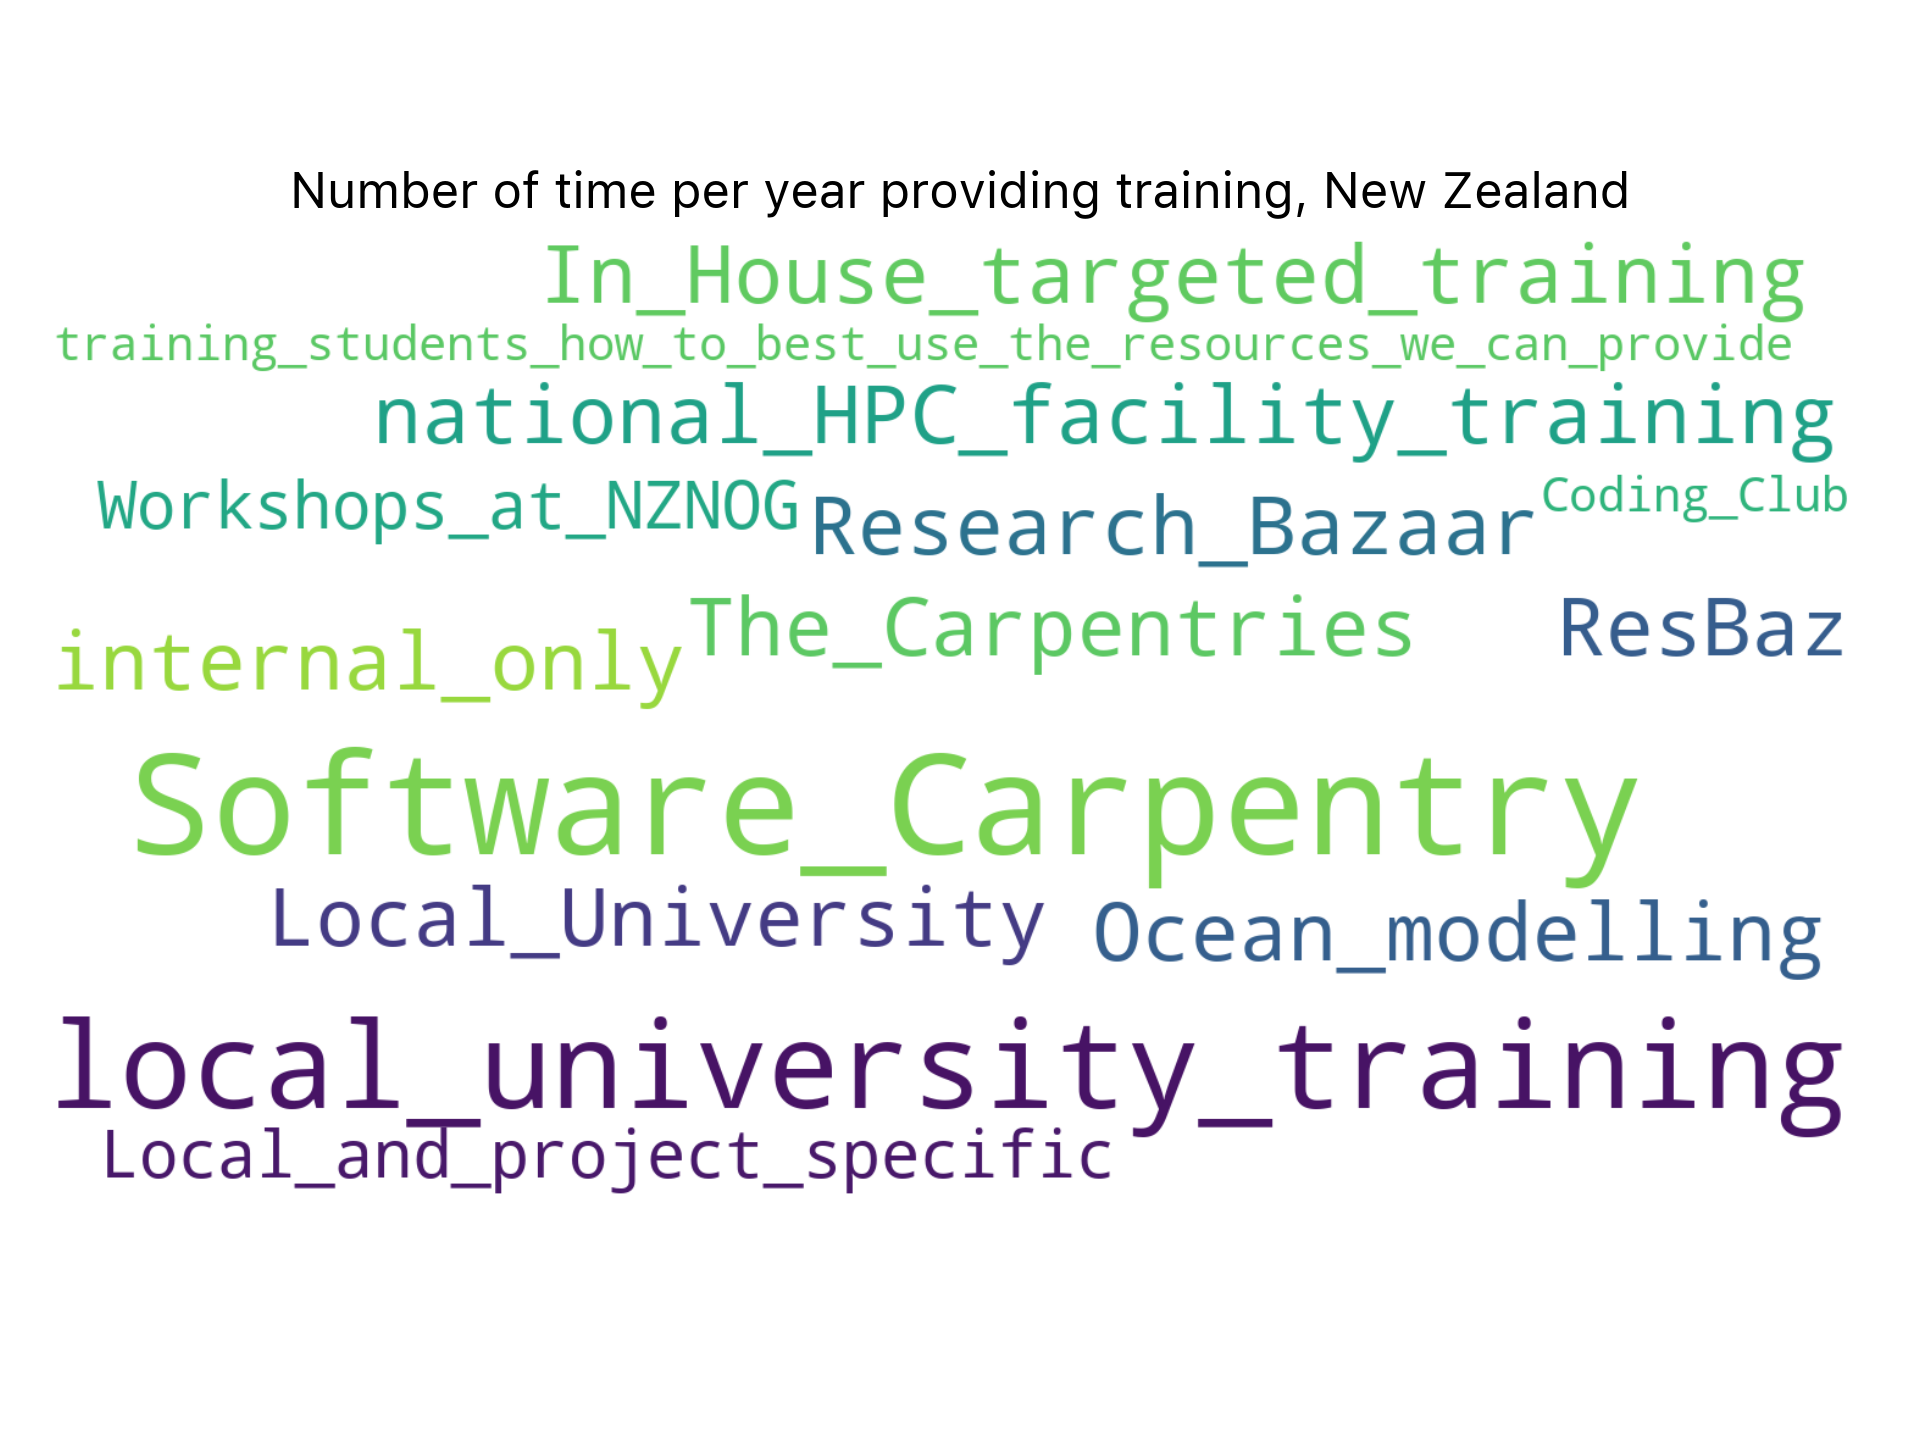 Number of time per year providing training, New Zealand
In_House_targeted_training
training_students_how_to_best_use_the_resources_we_can_provide
national_HPC_facility_training
Workshops_at_NZNOG Research_Bazaar Coding_Club
internal_only The_Carpentries ResBaz
Software_Carpentry
Local_University Ocean_modelling
local_university_training
Local_and_project_specific